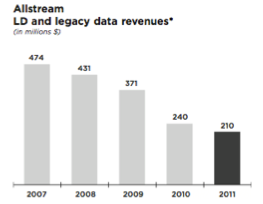 Allstream
LD and legacy data revenues*
(in millions $)
474
431
371
240
210
2007 2008 2009 2010 2011